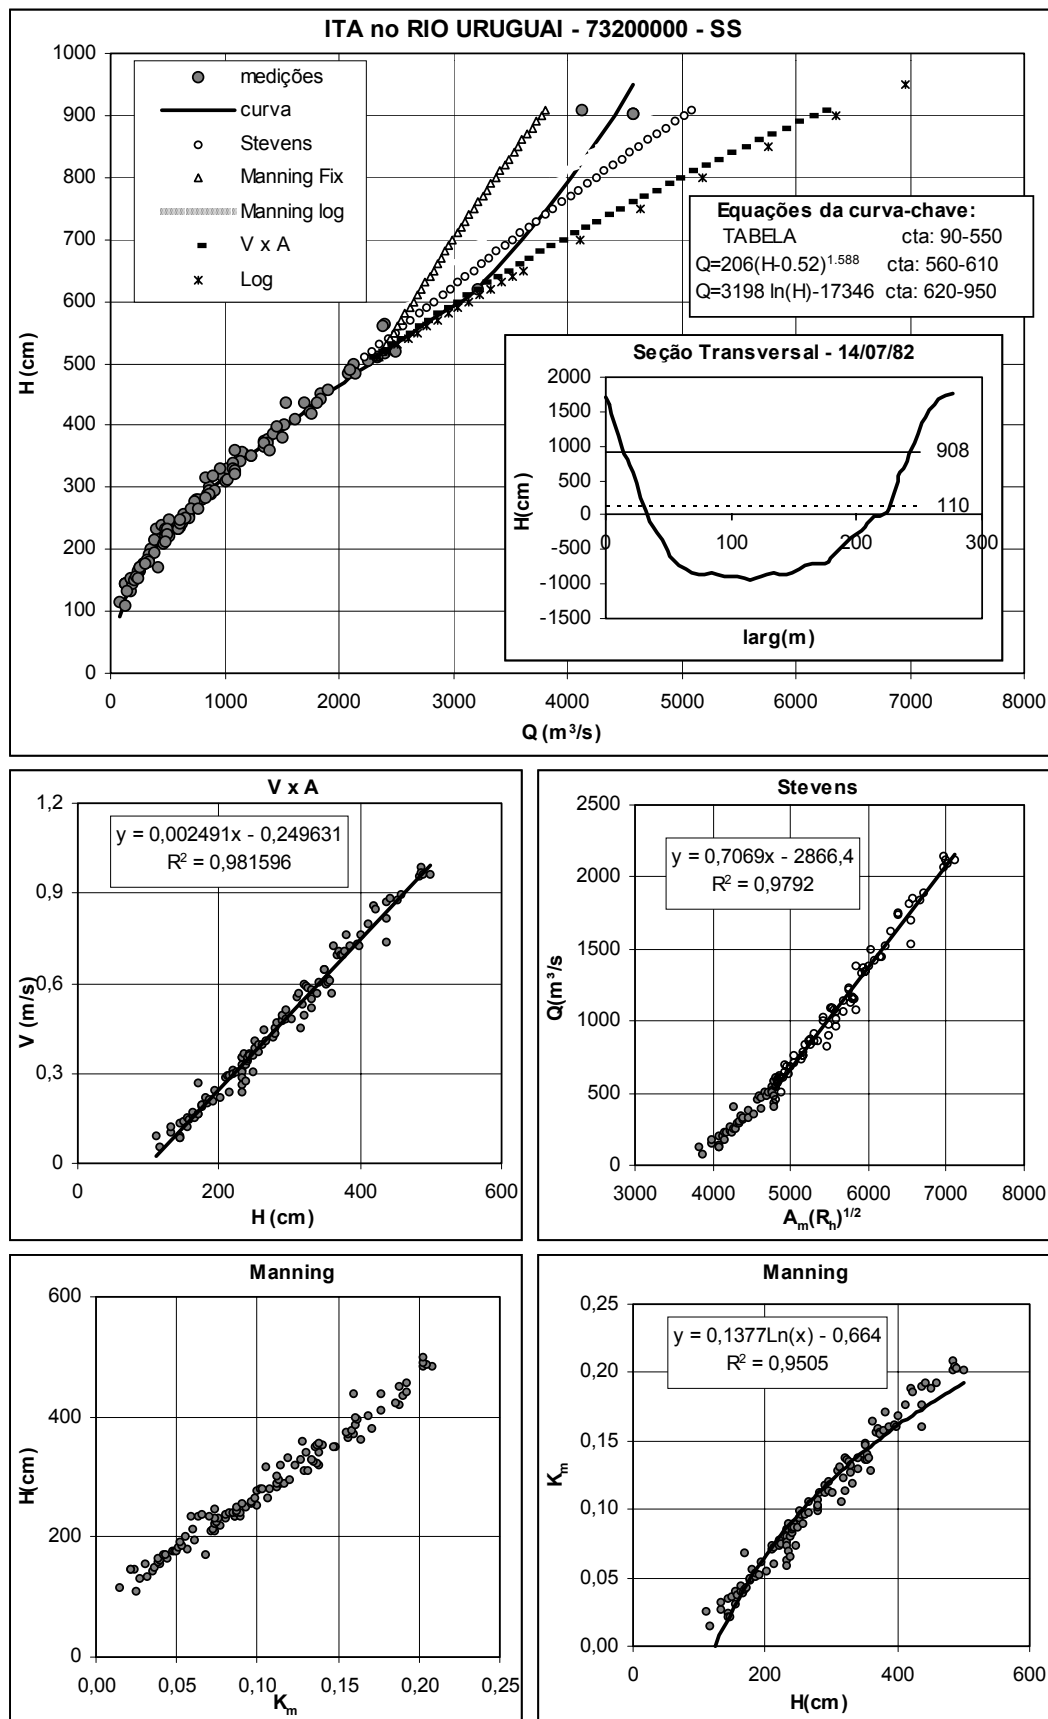 ITA no RIO URUGUAI - 73200000 - SS
1000
900
800
700
600
500
400
300
200
100
0
H (cm)
medições
curva
Stevens
Manning Fix
Manning log
V x A
Log
Equações da curva-chave:
TABELA cta: 90-550
Q=206(H-0.52)^1.588 cta: 560-610
Q=3198 ln(H)-17346 cta: 620-950
Seção Transversal - 14/07/82
2000
1500
1000
500
0
-500
-1000
-1500
H(cm)
908
110
0 100 200 300
larg(m)
0 1000 2000 3000 4000 5000 6000 7000 8000
Q (m³/s)
V x A
1,2
0,9
0,6
0,3
0
V (m/s)
y = 0,002491x - 0,249631
R² = 0,981596
0 200 400 600
H (cm)
Stevens
2500
2000
1500
1000
500
0
Q(m³/s
y = 0,7069x - 2866,4
R² = 0,9792
3000 4000 5000 6000 7000 8000
Aₘ(Rₕ)^1/2
Manning
600
400
200
0
H(cm)
0,00 0,05 0,10 0,15 0,20 0,25
Kₘ
Manning
0,25
0,20
0,15
0,10
0,05
0,00
Kₘ
y = 0,1377Ln(x) - 0,664
R² = 0,9505
0 200 400 600
H(cm)